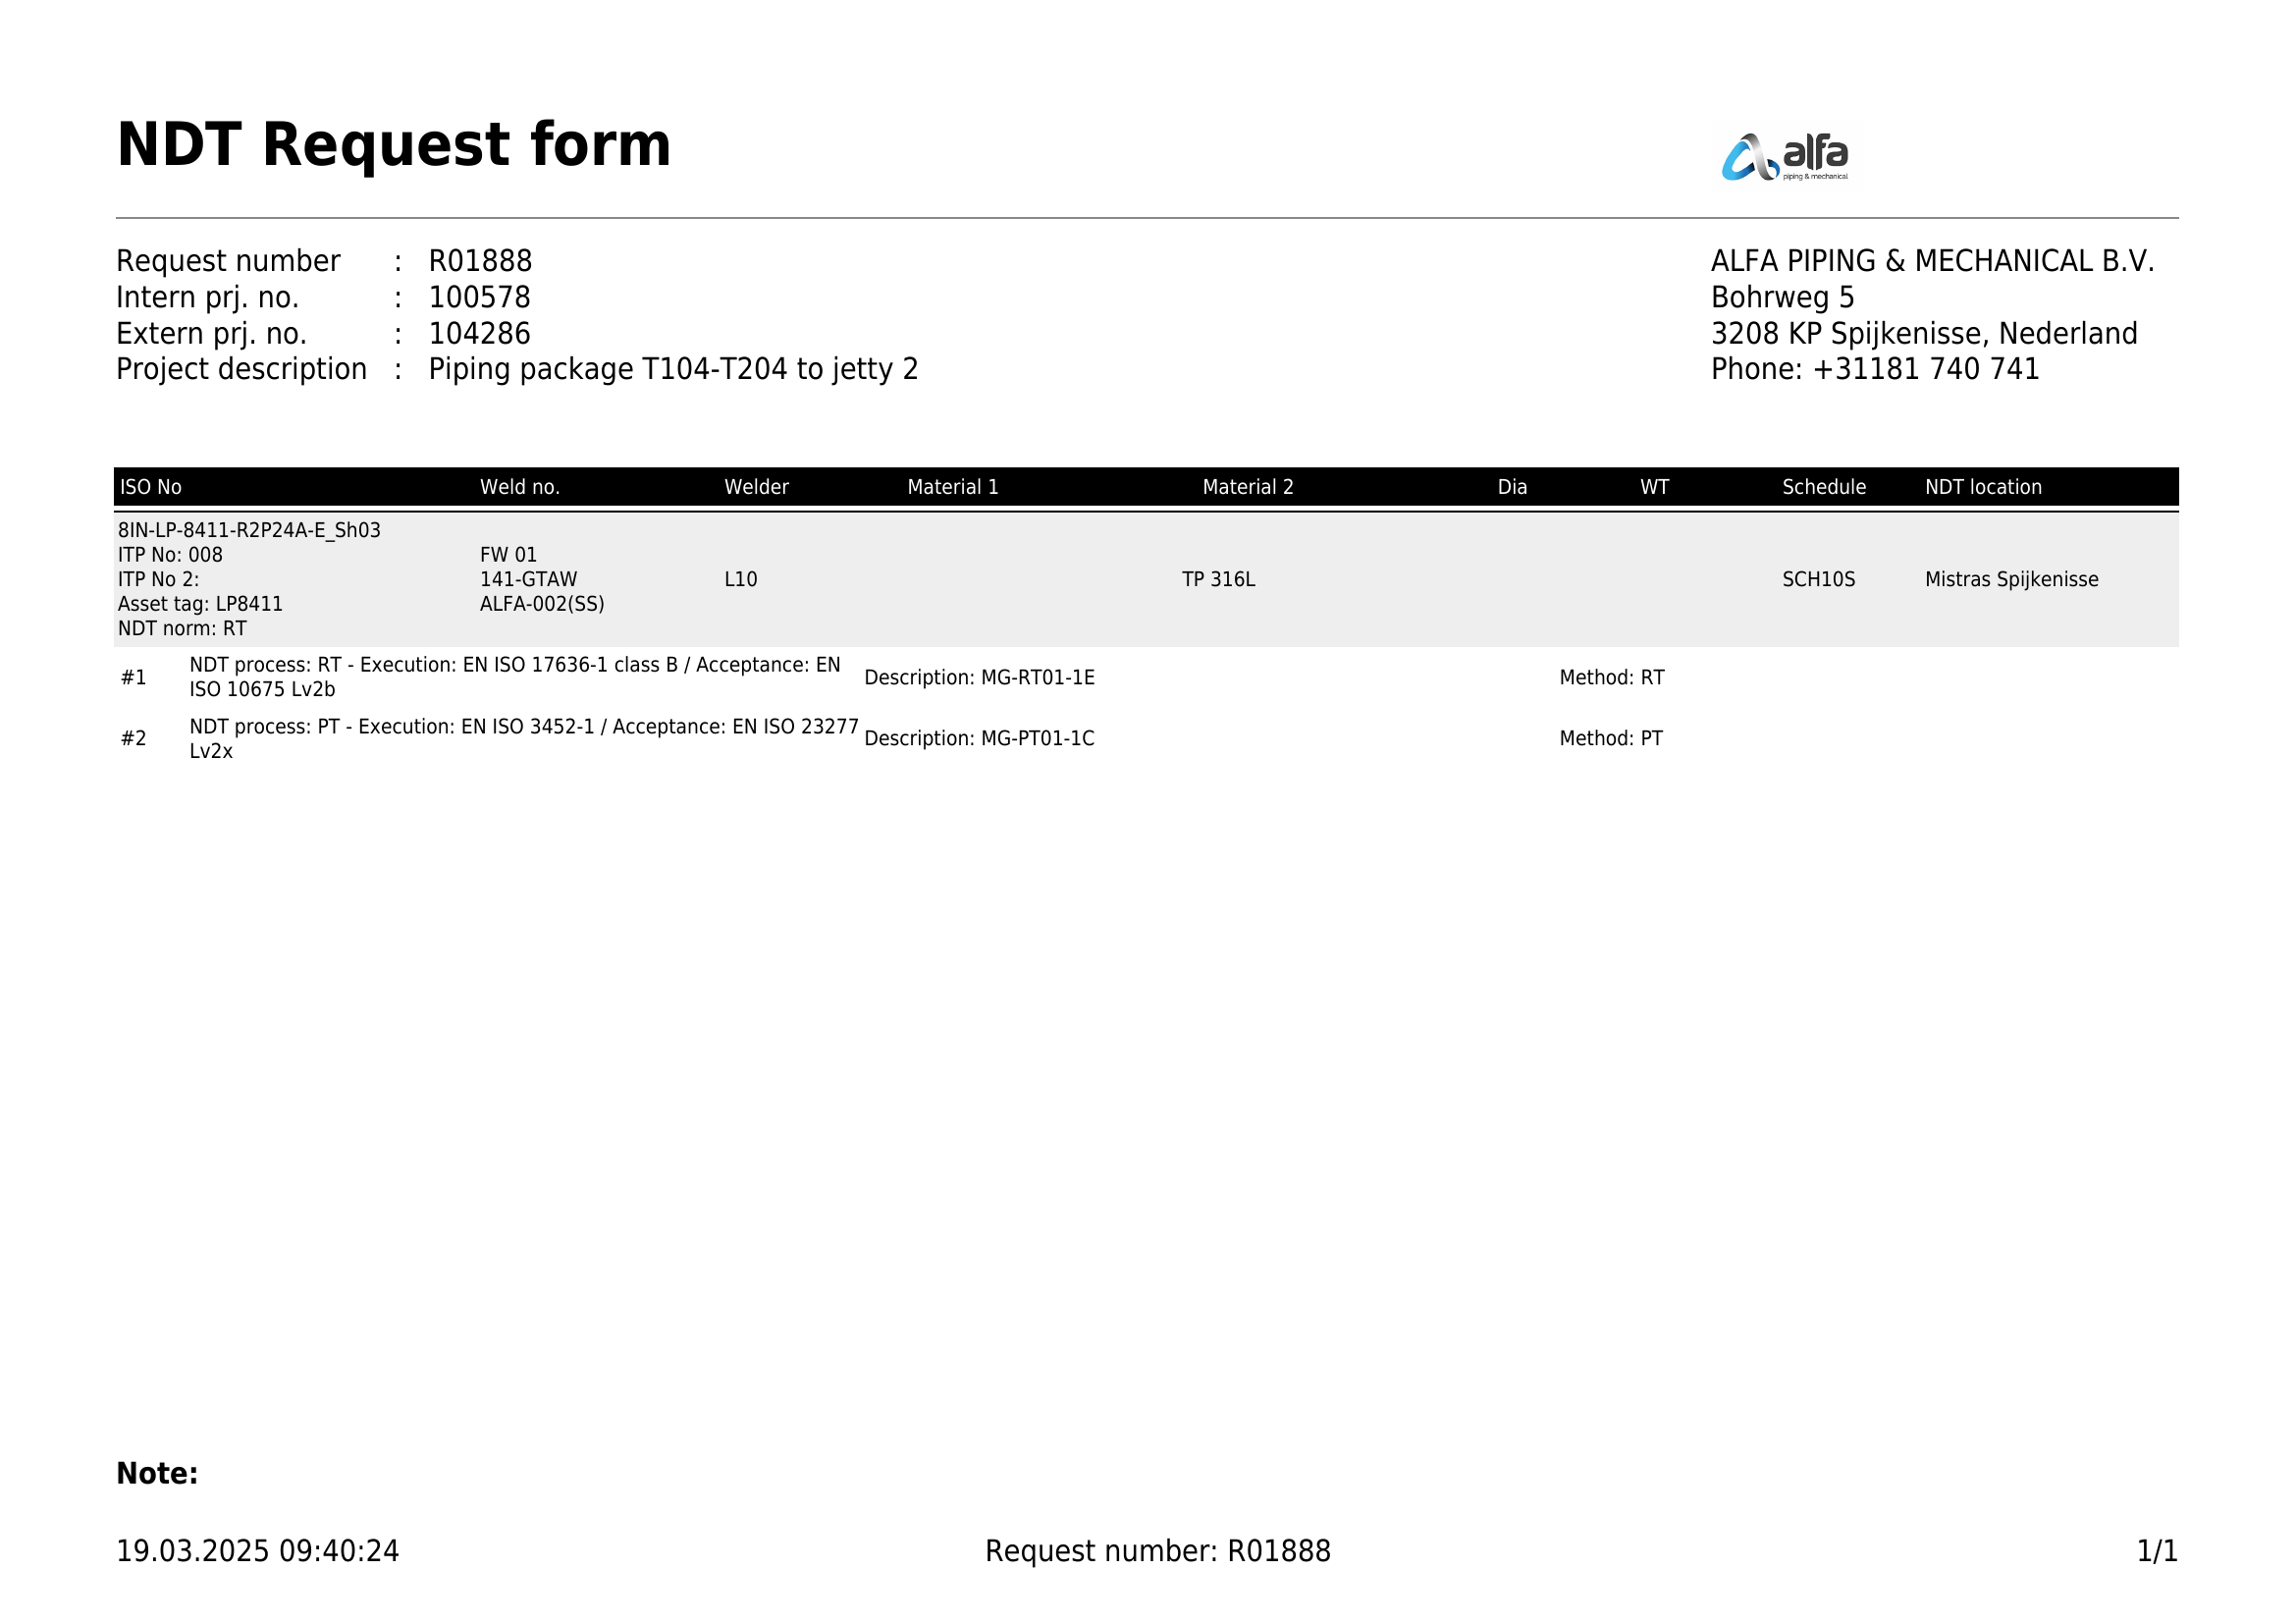 NDT Request form
alfa
piping & mechanical
Request number : R01888
Intern prj. no. : 100578
Extern prj. no. : 104286
Project description : Piping package T104-T204 to jetty 2
ALFA PIPING & MECHANICAL B.V.
Bohrweg 5
3208 KP Spijkenisse, Nederland
Phone: +31181 740 741
ISO No Weld no. Welder Material 1 Material 2 Dia WT Schedule NDT location
8IN-LP-8411-R2P24A-E_Sh03
ITP No: 008 FW 01
ITP No 2: 141-GTAW L10 TP 316L SCH10S Mistras Spijkenisse
Asset tag: LP8411 ALFA-002(SS)
NDT norm: RT
#1 NDT process: RT - Execution: EN ISO 17636-1 class B / Acceptance: EN
ISO 10675 Lv2b Description: MG-RT01-1E Method: RT
#2 NDT process: PT - Execution: EN ISO 3452-1 / Acceptance: EN ISO 23277
Lv2x Description: MG-PT01-1C Method: PT
Note:
19.03.2025 09:40:24 Request number: R01888 1/1